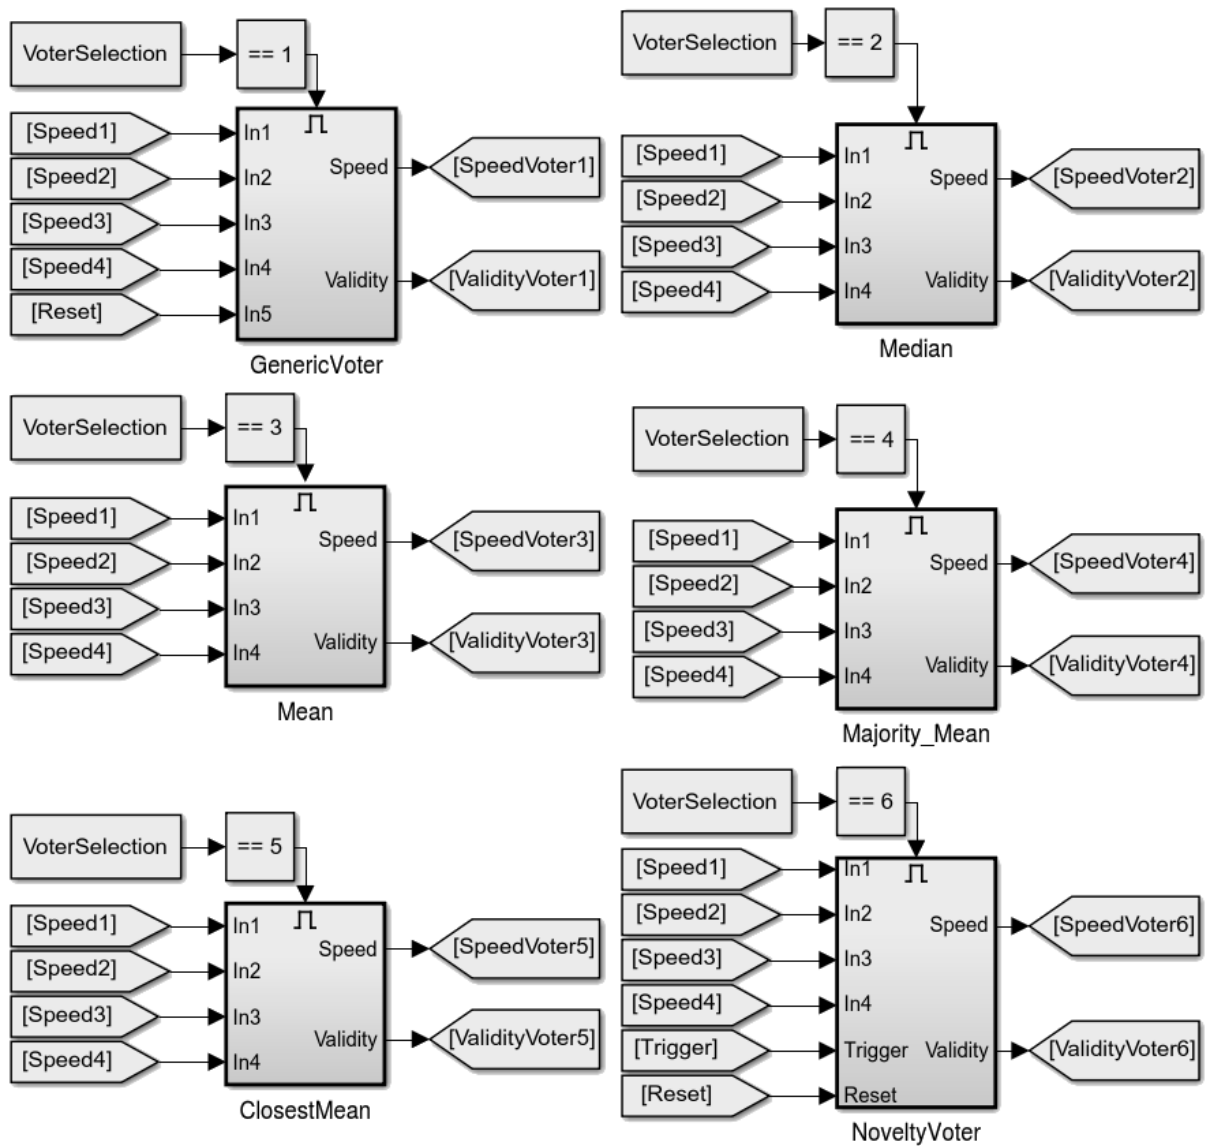 VoterSelection
== 1
[Speed1]
[Speed2]
[Speed3]
[Speed4]
[Reset]
In1
In2
In3
In4
In5
Speed
Validity
[SpeedVoter1]
[ValidityVoter1]
GenericVoter
VoterSelection
== 2
[Speed1]
[Speed2]
[Speed3]
[Speed4]
In1
In2
In3
In4
Speed
Validity
[SpeedVoter2]
[ValidityVoter2]
Median
VoterSelection
== 3
[Speed1]
[Speed2]
[Speed3]
[Speed4]
In1
In2
In3
In4
Speed
Validity
[SpeedVoter3]
[ValidityVoter3]
Mean
VoterSelection
== 4
[Speed1]
[Speed2]
[Speed3]
[Speed4]
In1
In2
In3
In4
Speed
Validity
[SpeedVoter4]
[ValidityVoter4]
Majority_Mean
VoterSelection
== 5
[Speed1]
[Speed2]
[Speed3]
[Speed4]
In1
In2
In3
In4
Speed
Validity
[SpeedVoter5]
[ValidityVoter5]
ClosestMean
VoterSelection
== 6
[Speed1]
[Speed2]
[Speed3]
[Speed4]
[Trigger]
[Reset]
In1
In2
In3
In4
Trigger
Reset
Speed
Validity
[SpeedVoter6]
[ValidityVoter6]
NoveltyVoter